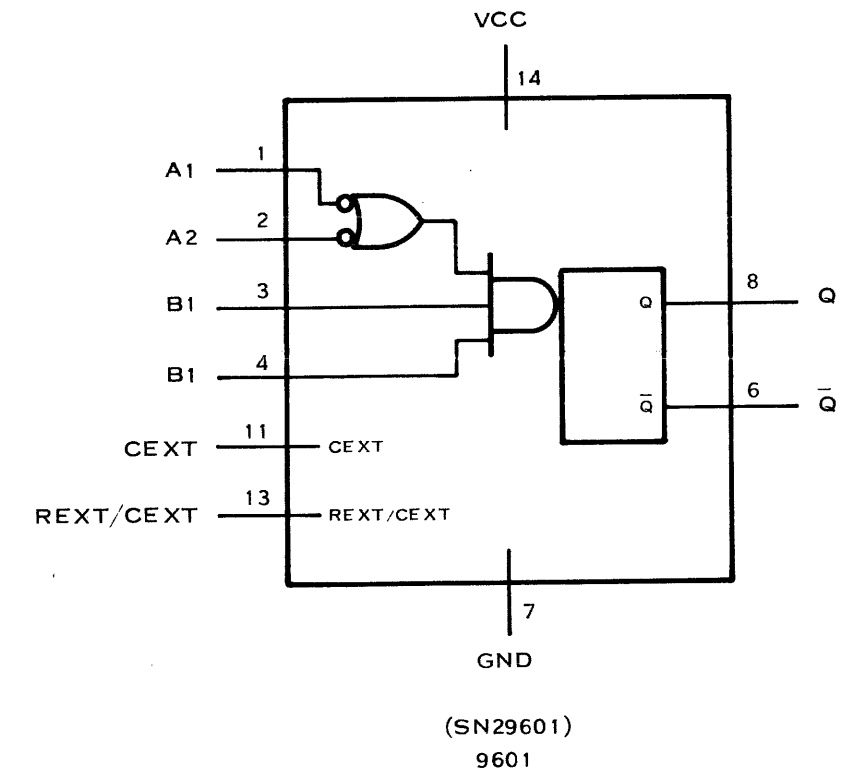 VCC
14
A1 1
A2 2
B1 3
B1 4
Q 8 Q
Q̅ 6 Q̅
CEXT 11 CEXT
REXT/CEXT 13 REXT/CEXT
7
GND
(SN29601)
9601